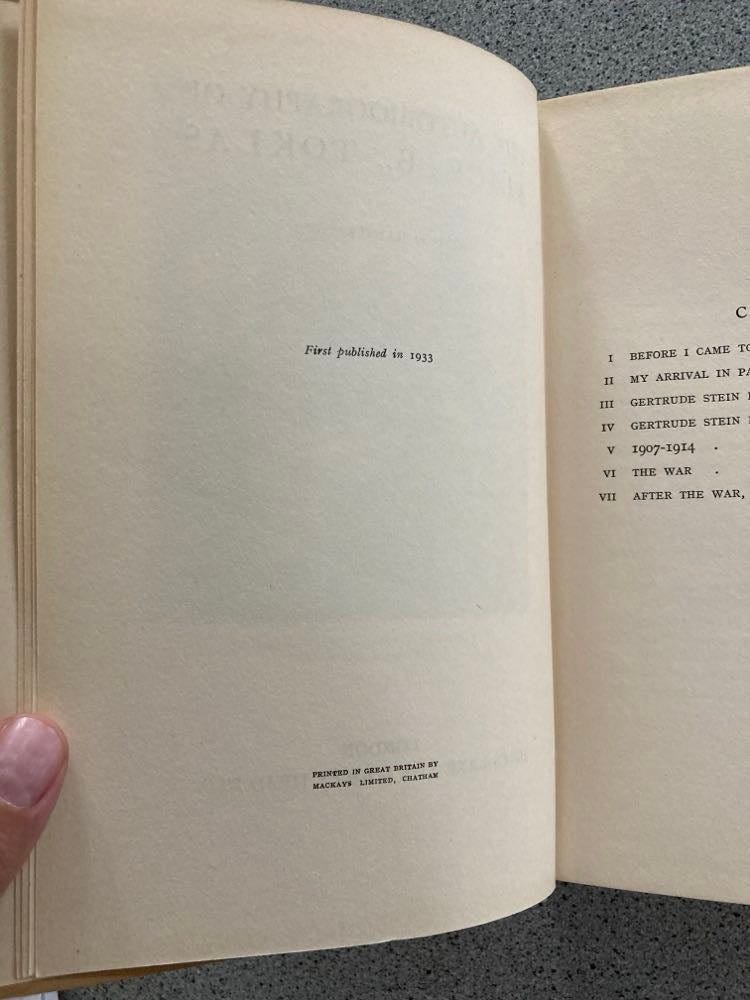 First published in 1933
PRINTED IN GREAT BRITAIN BY
MACKAYS LIMITED, CHATHAM
C
I BEFORE I CAME TO
II MY ARRIVAL IN PA
III GERTRUDE STEIN
IV GERTRUDE STEIN
V 1907-1914 .
VI THE WAR .
VII AFTER THE WAR,